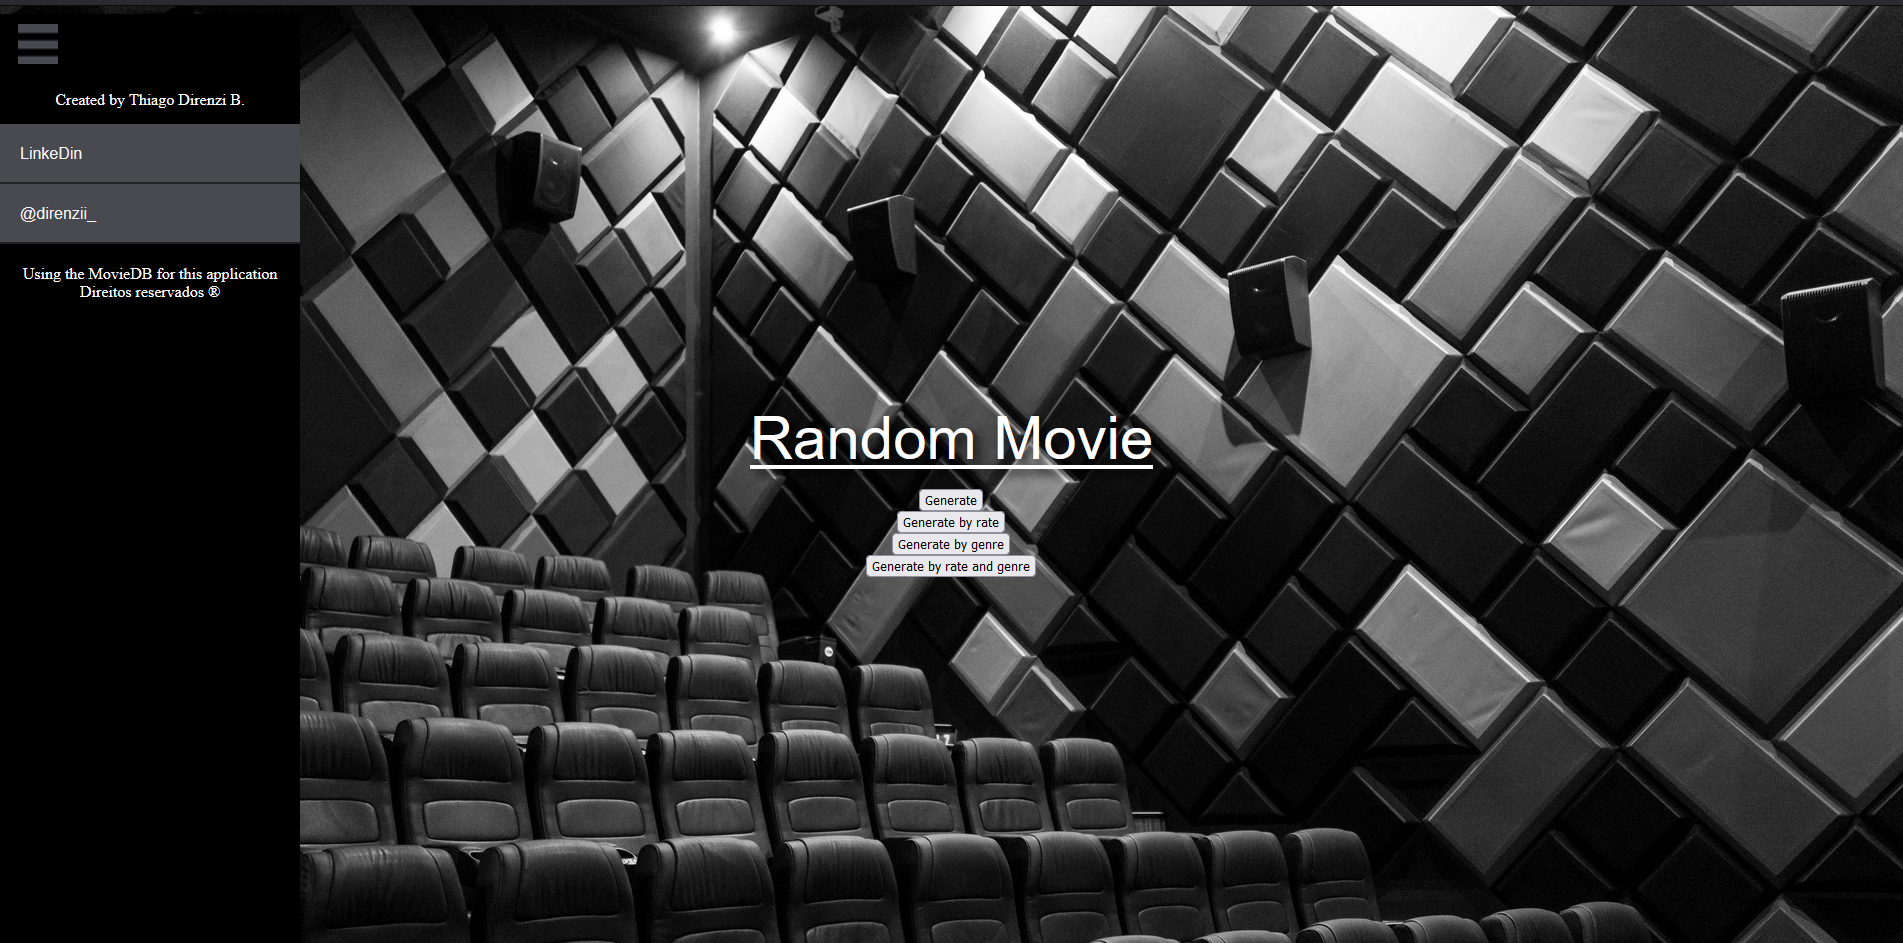 Created by Thiago Direnzi B.
LinkeDin
@direnzii_
Using the MovieDB for this application
Direitos reservados ®
Random Movie
Generate
Generate by rate
Generate by genre
Generate by rate and genre